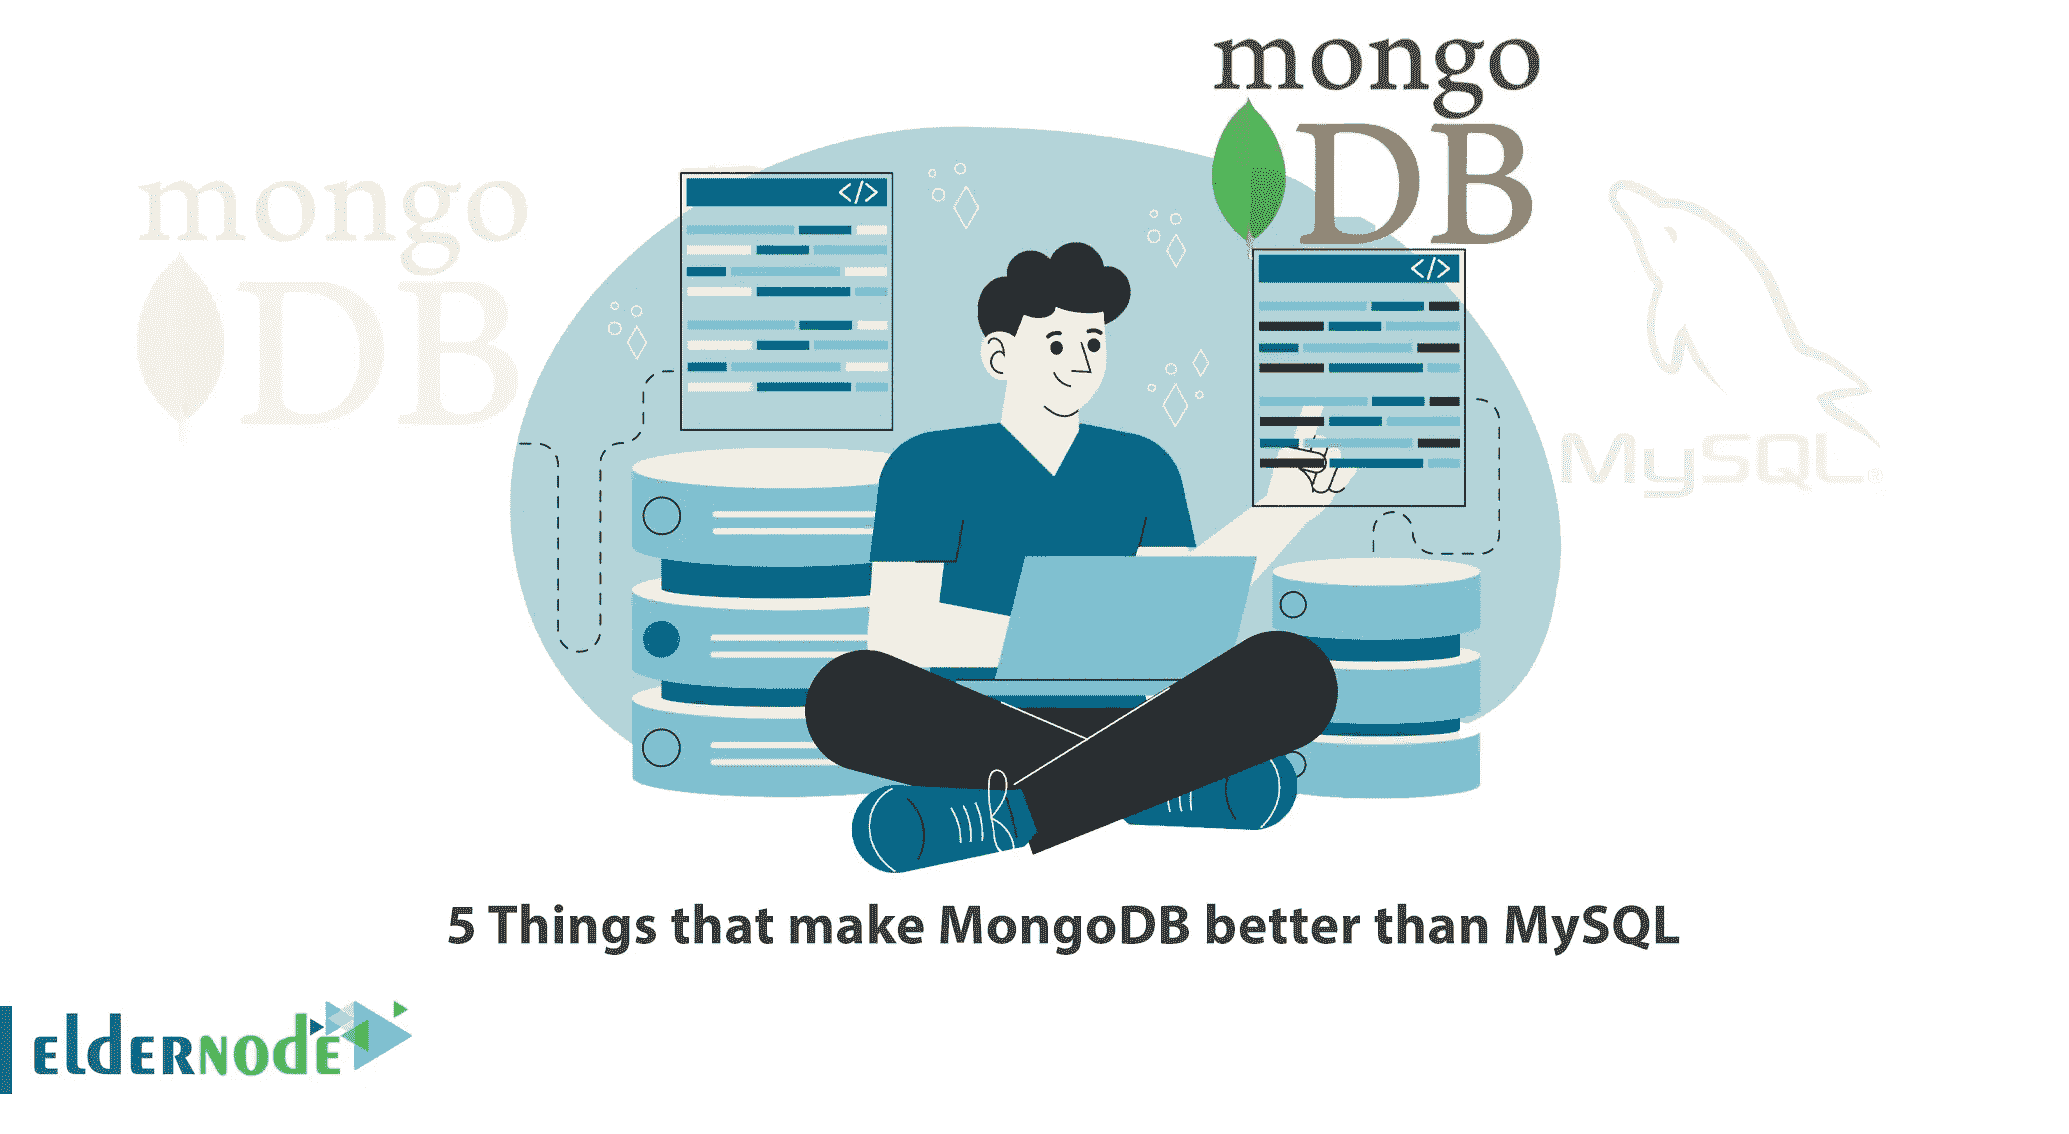 mongo
DB
mongo
DB
MySQL®
</>
</>
5 Things that make MongoDB better than MySQL
ELDERNODE